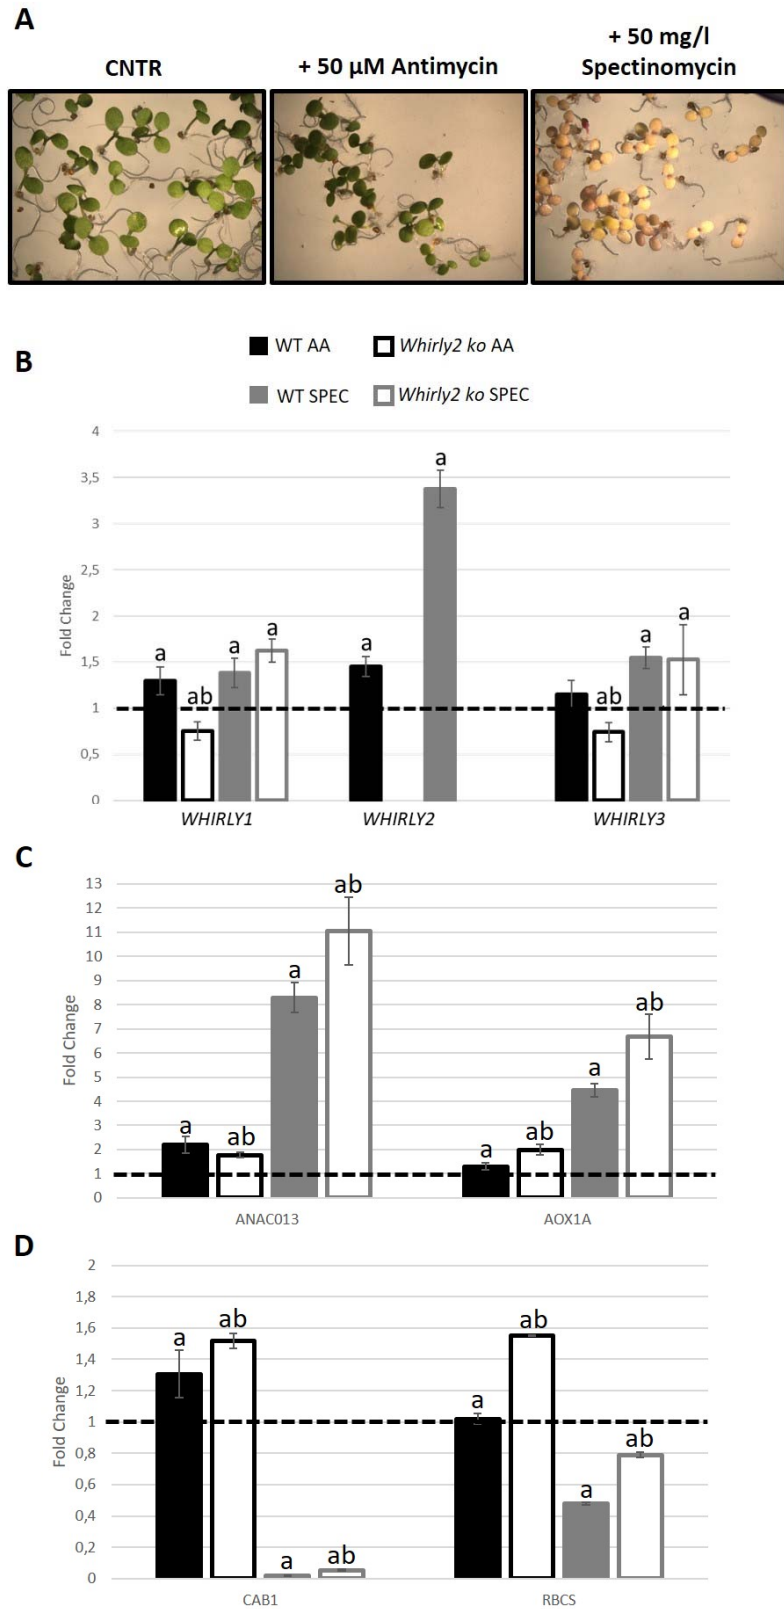 A
CNTR
+ 50 µM Antimycin
+ 50 mg/l
Spectinomycin
WT AA
Whirly2 ko AA
B
WT SPEC
Whirly2 ko SPEC
4
3,5
3
2,5
2
1,5
1
0,5
0
Fold Change
a
ab
a
a
a
a
ab
a
a
WHIRLY1
WHIRLY2
WHIRLY3
C
13
12
11
10
9
8
7
6
5
4
3
2
1
0
Fold Change
a
ab
a
ab
a
ab
a
ab
ANAC013
AOX1A
D
2
1,8
1,6
1,4
1,2
1
0,8
0,6
0,4
0,2
0
Fold Change
a
ab
a
ab
a
ab
a
ab
CAB1
RBCS